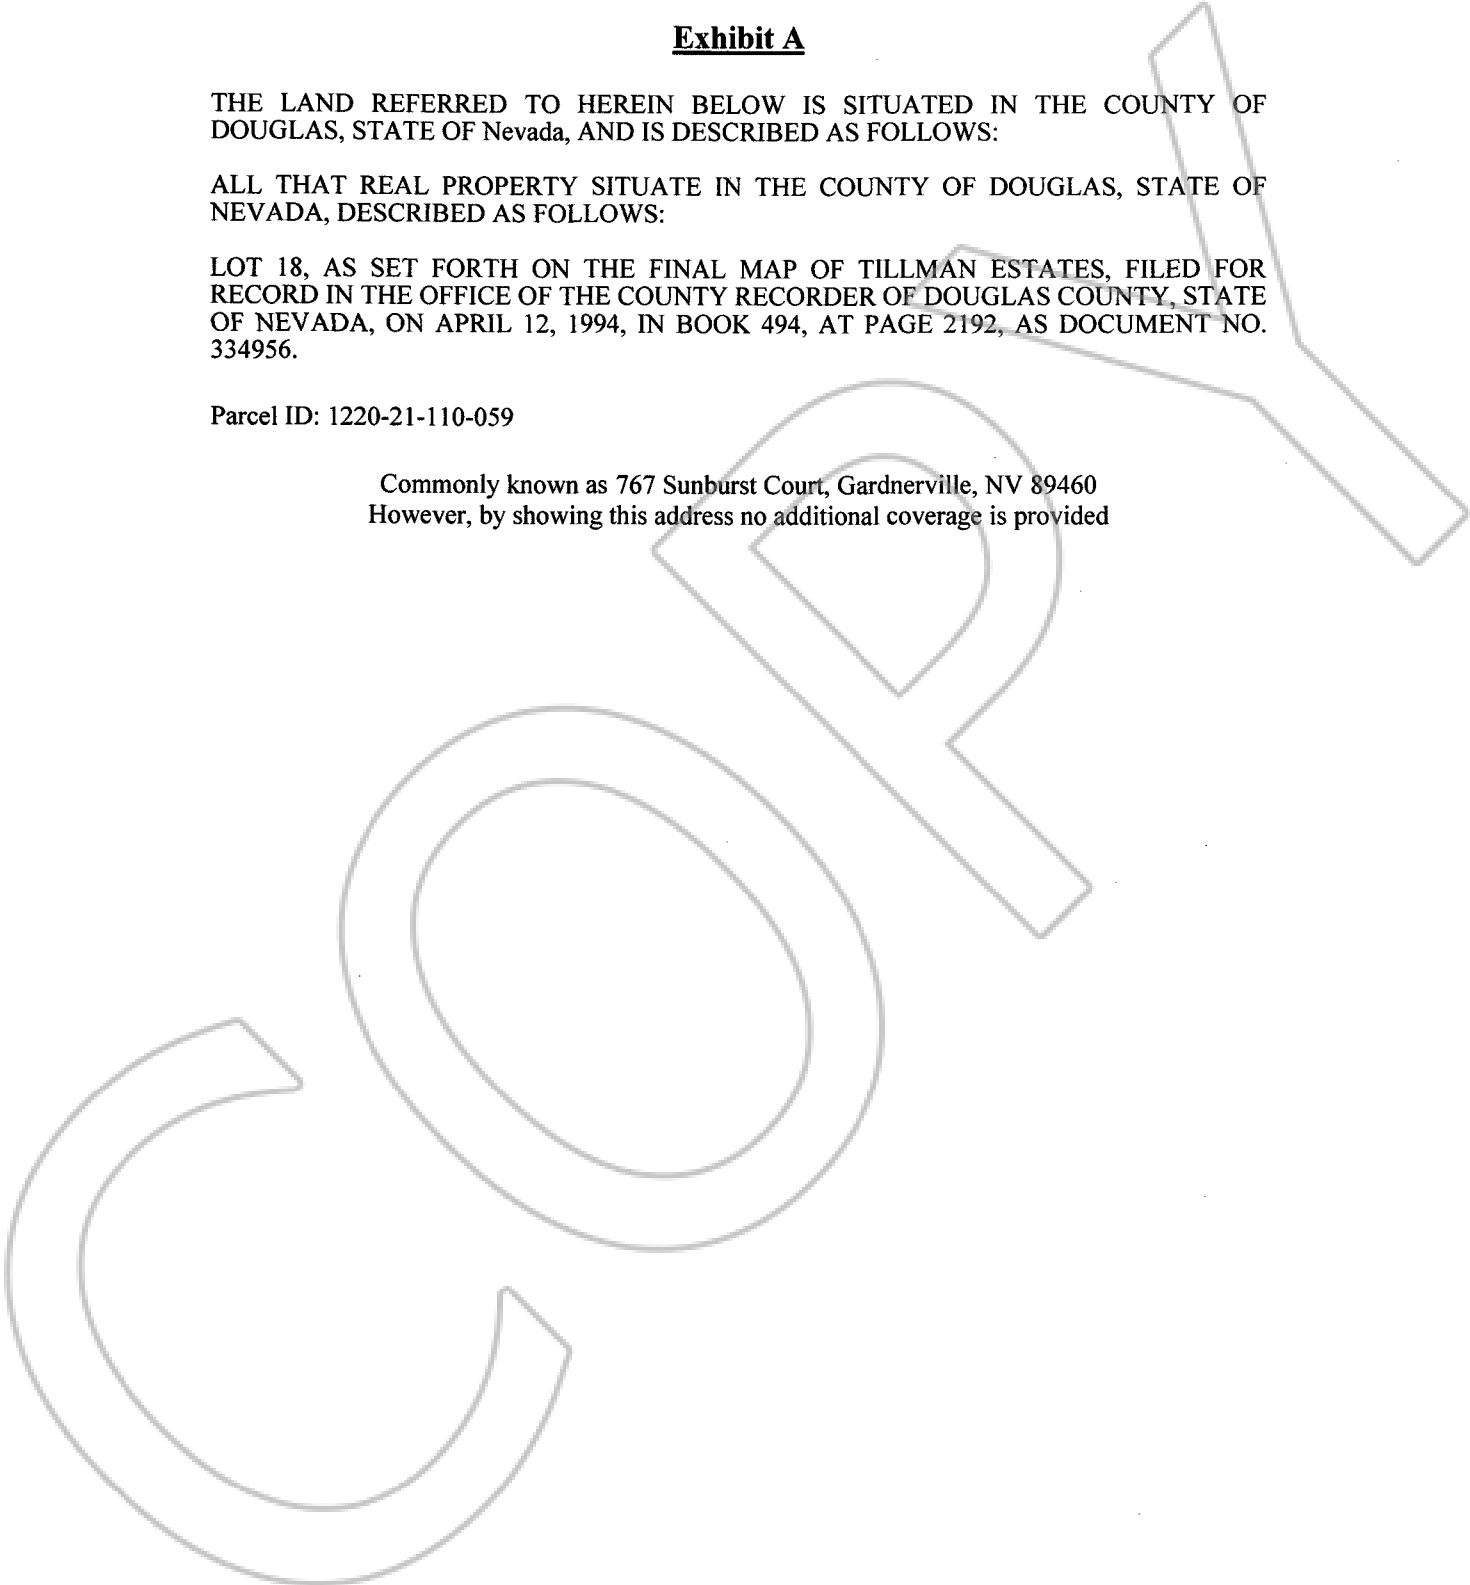 Exhibit A
THE LAND REFERRED TO HEREIN BELOW IS SITUATED IN THE COUNTY OF
DOUGLAS, STATE OF Nevada, AND IS DESCRIBED AS FOLLOWS:
ALL THAT REAL PROPERTY SITUATE IN THE COUNTY OF DOUGLAS, STATE OF
NEVADA, DESCRIBED AS FOLLOWS:
LOT 18, AS SET FORTH ON THE FINAL MAP OF TILLMAN ESTATES, FILED FOR
RECORD IN THE OFFICE OF THE COUNTY RECORDER OF DOUGLAS COUNTY, STATE
OF NEVADA, ON APRIL 12, 1994, IN BOOK 494, AT PAGE 2192, AS DOCUMENT NO.
334956.
Parcel ID: 1220-21-110-059
Commonly known as 767 Sunburst Court, Gardnerville, NV 89460
However, by showing this address no additional coverage is provided
COPY